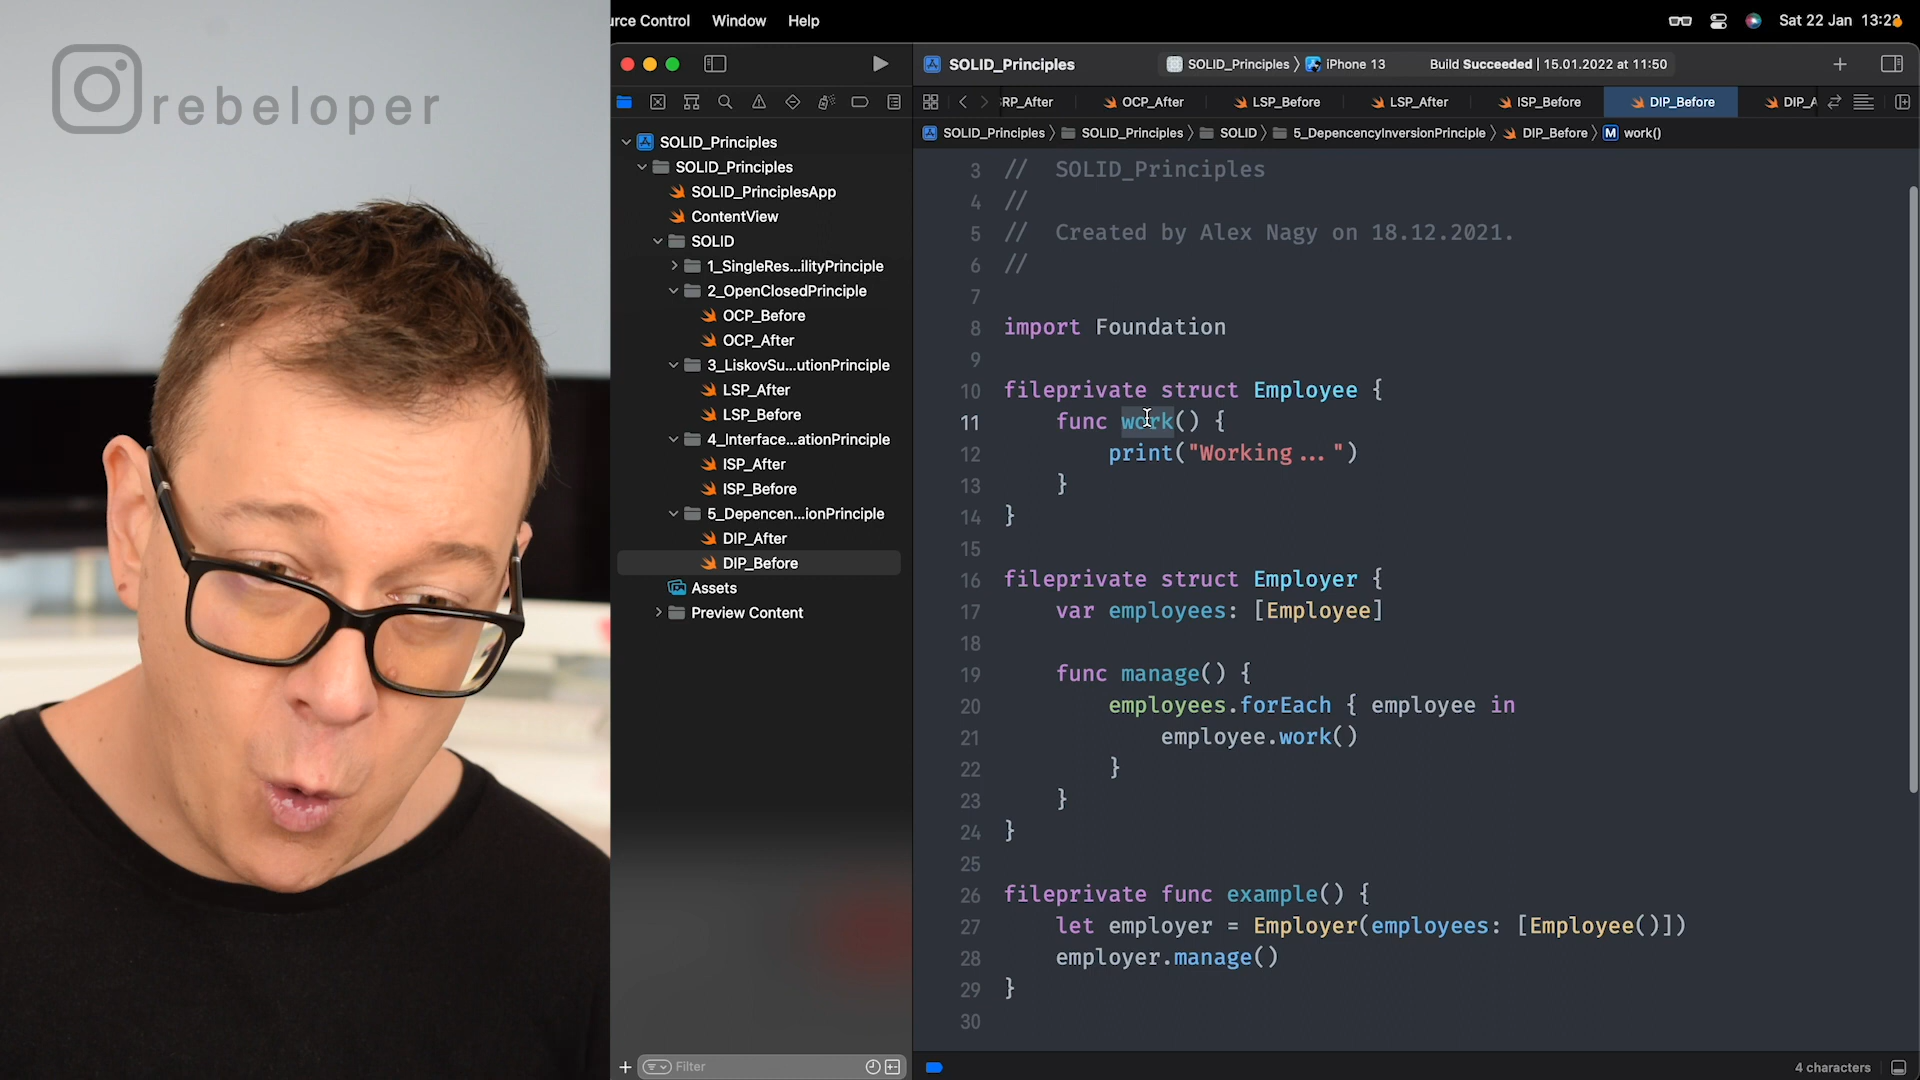 rebeloper
urce Control Window Help
Sat 22 Jan 13:22
SOLID_Principles
SOLID_Principles iPhone 13
Build Succeeded | 15.01.2022 at 11:50
RP_After OCP_After LSP_Before LSP_After ISP_Before DIP_Before DIP_A
SOLID_Principles SOLID_Principles SOLID 5_DepencencyInversionPrinciple DIP_Before M work()
SOLID_Principles
SOLID_Principles
SOLID_PrinciplesApp
ContentView
SOLID
1_SingleRes...ilityPrinciple
2_OpenClosedPrinciple
OCP_Before
OCP_After
3_LiskovSu...utionPrinciple
LSP_After
LSP_Before
4_Interface...ationPrinciple
ISP_After
ISP_Before
5_Depencen...ionPrinciple
DIP_After
DIP_Before
Assets
Preview Content
Filter
3 // SOLID_Principles
4 //
5 // Created by Alex Nagy on 18.12.2021.
6 //
7
8 import Foundation
9
10 fileprivate struct Employee {
11 func work() {
12 print("Working...")
13 }
14 }
15
16 fileprivate struct Employer {
17 var employees: [Employee]
18
19 func manage() {
20 employees.forEach { employee in
21 employee.work()
22 }
23 }
24 }
25
26 fileprivate func example() {
27 let employer = Employer(employees: [Employee()])
28 employer.manage()
29 }
30
4 characters